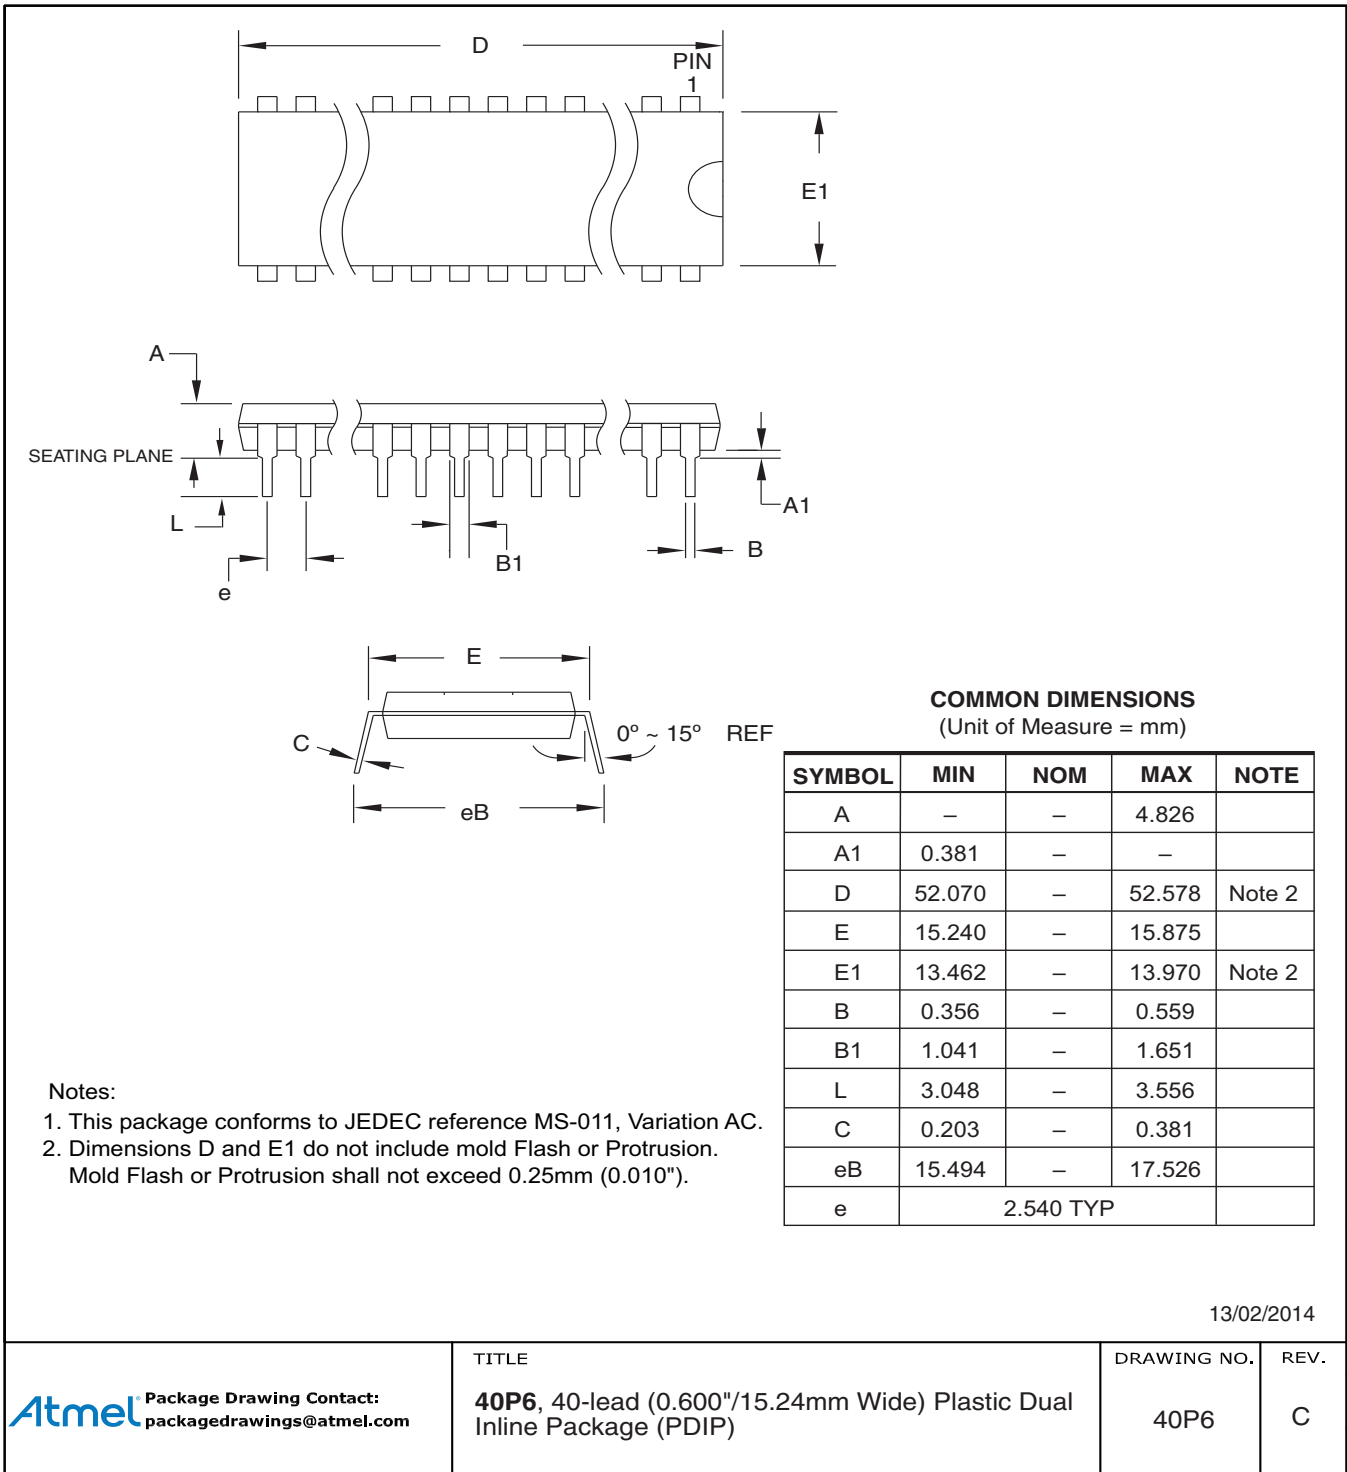 D
PIN
1
E1
A
SEATING PLANE
L
e
B1
A1
B
E
C
0º ~ 15º REF
eB
COMMON DIMENSIONS
(Unit of Measure = mm)
SYMBOL MIN NOM MAX NOTE
A – – 4.826
A1 0.381 – –
D 52.070 – 52.578 Note 2
E 15.240 – 15.875
E1 13.462 – 13.970 Note 2
B 0.356 – 0.559
B1 1.041 – 1.651
L 3.048 – 3.556
C 0.203 – 0.381
eB 15.494 – 17.526
e 2.540 TYP
Notes:
1. This package conforms to JEDEC reference MS-011, Variation AC.
2. Dimensions D and E1 do not include mold Flash or Protrusion.
Mold Flash or Protrusion shall not exceed 0.25mm (0.010").
13/02/2014
Atmel
Package Drawing Contact:
packagedrawings@atmel.com
TITLE
40P6, 40-lead (0.600"/15.24mm Wide) Plastic Dual
Inline Package (PDIP)
DRAWING NO.
40P6
REV.
C